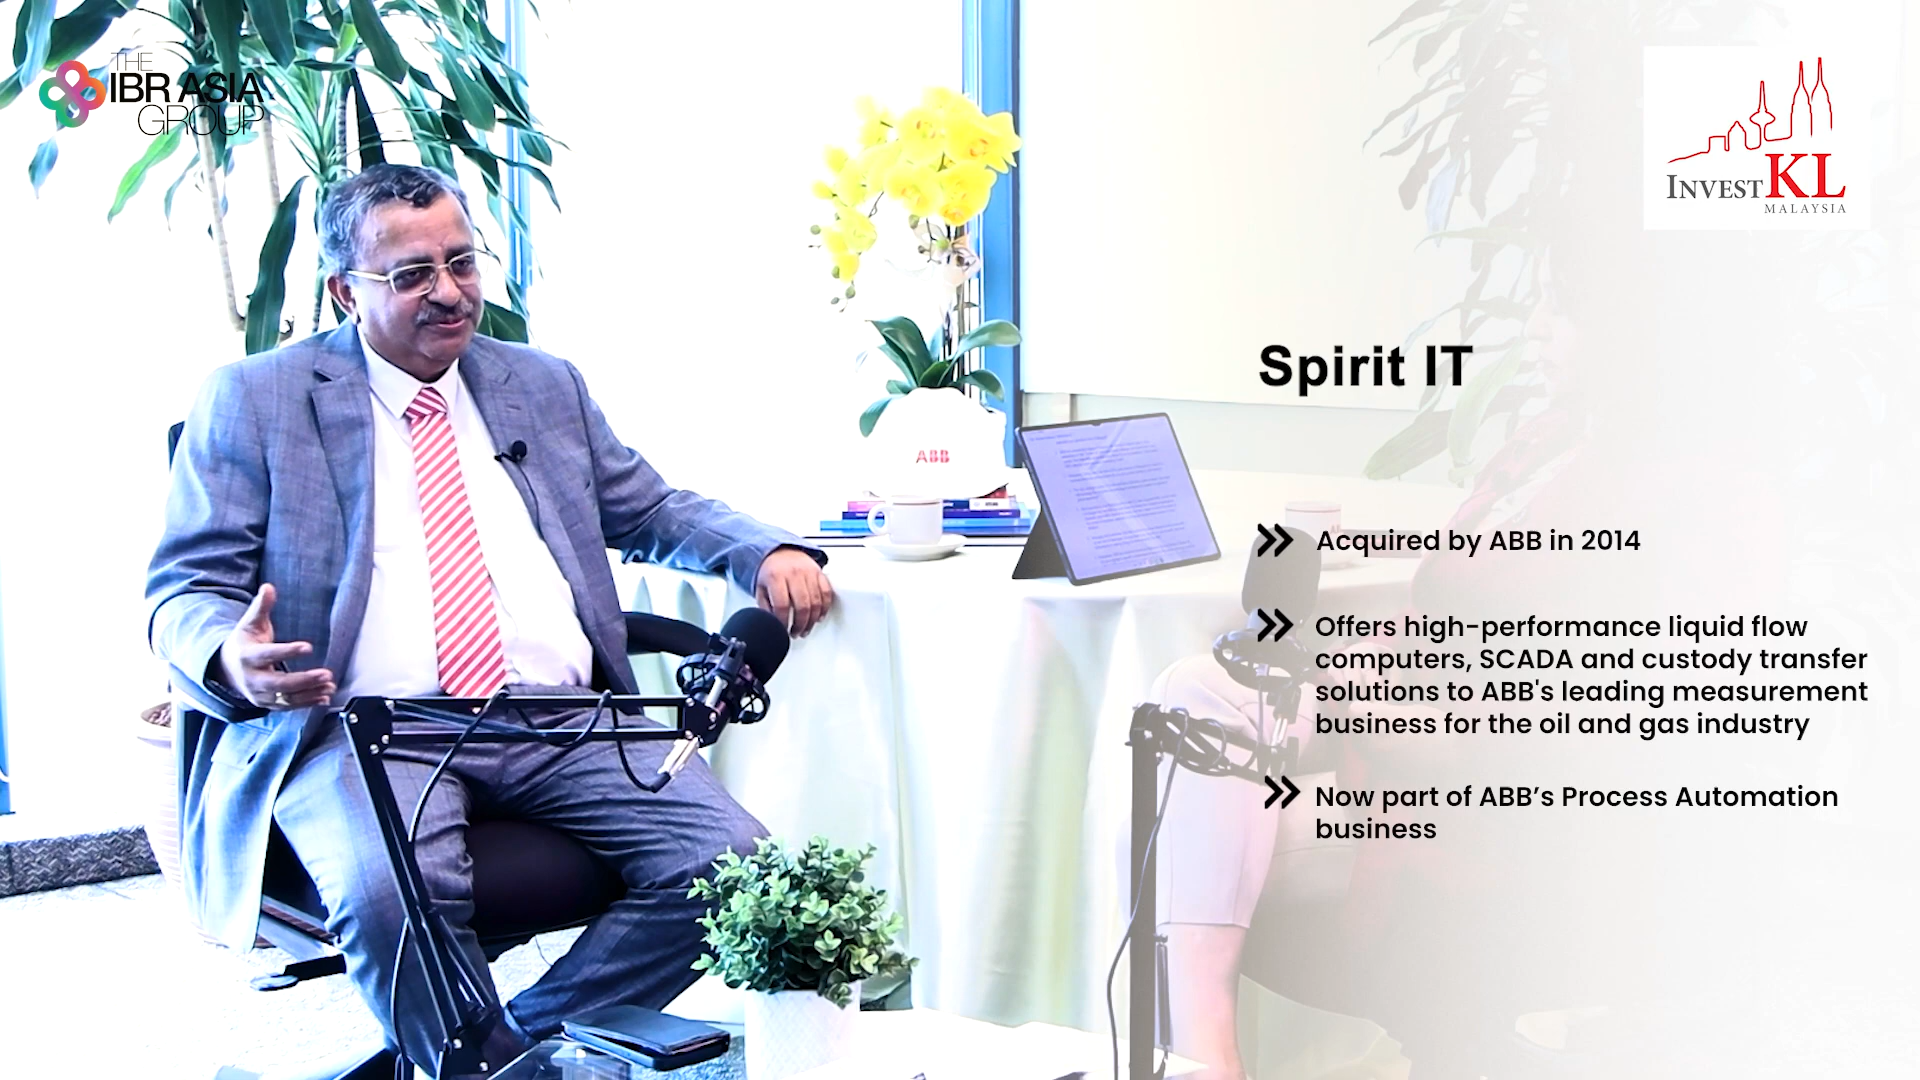 THE
IBR ASIA
GROUP
INVEST KL
MALAYSIA
Spirit IT
ABB
Acquired by ABB in 2014
Offers high-performance liquid flow
computers, SCADA and custody transfer
solutions to ABB's leading measurement
business for the oil and gas industry
Now part of ABB’s Process Automation
business